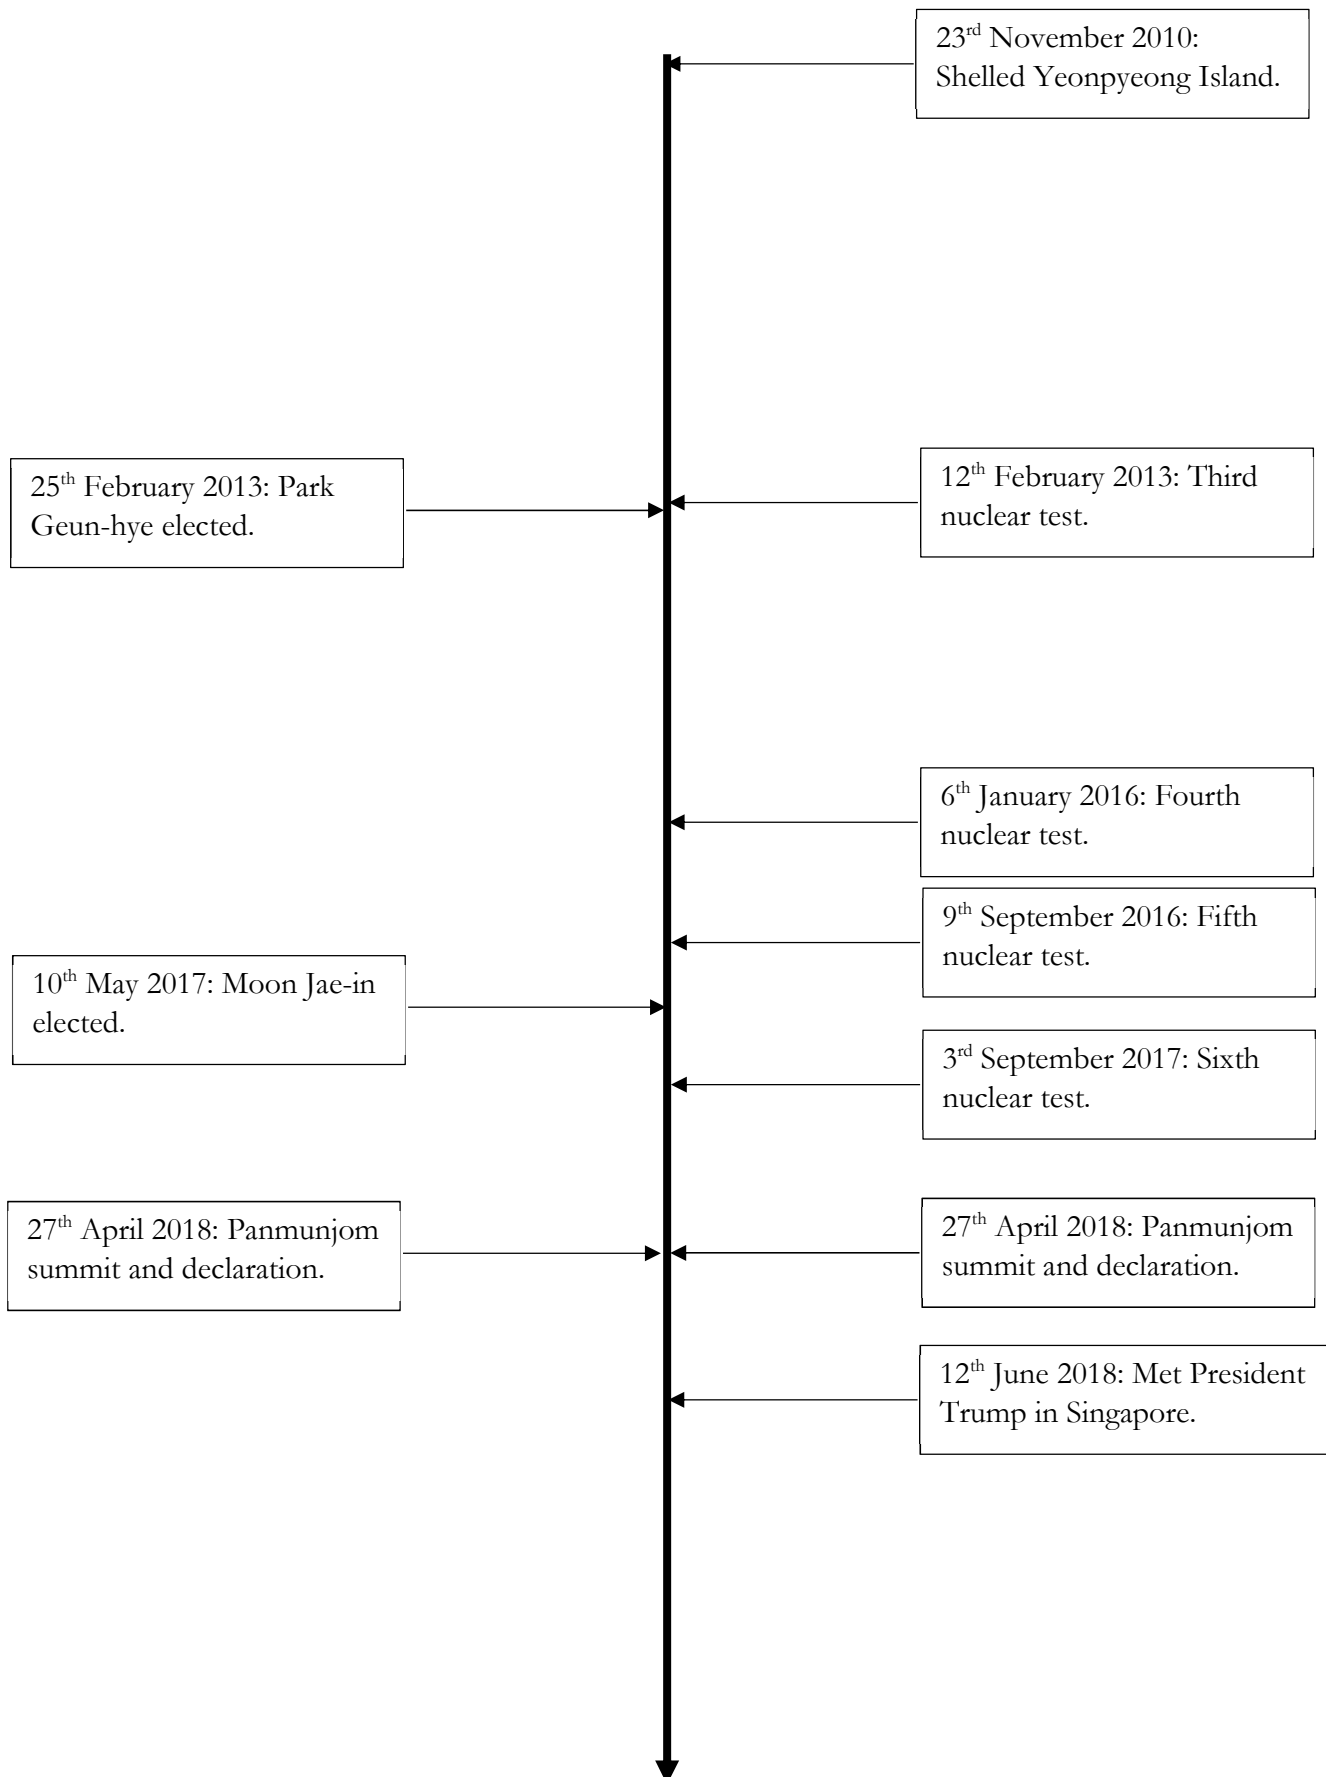 23rd November 2010:
Shelled Yeonpyeong Island.
25th February 2013: Park
Geun-hye elected.
12th February 2013: Third
nuclear test.
6th January 2016: Fourth
nuclear test.
9th September 2016: Fifth
nuclear test.
10th May 2017: Moon Jae-in
elected.
3rd September 2017: Sixth
nuclear test.
27th April 2018: Panmunjom
summit and declaration.
27th April 2018: Panmunjom
summit and declaration.
12th June 2018: Met President
Trump in Singapore.